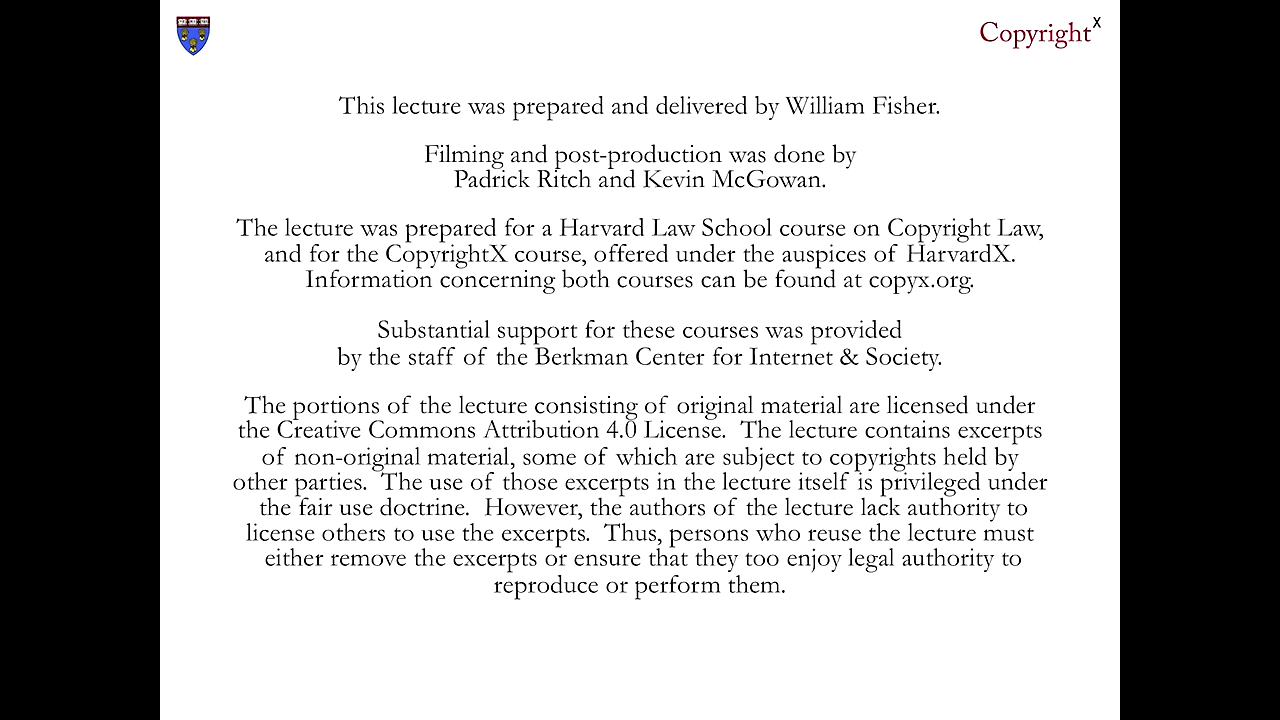 Copyright^X
This lecture was prepared and delivered by William Fisher.
Filming and post-production was done by
Padrick Ritch and Kevin McGowan.
The lecture was prepared for a Harvard Law School course on Copyright Law,
and for the CopyrightX course, offered under the auspices of HarvardX.
Information concerning both courses can be found at copyx.org.
Substantial support for these courses was provided
by the staff of the Berkman Center for Internet & Society.
The portions of the lecture consisting of original material are licensed under
the Creative Commons Attribution 4.0 License. The lecture contains excerpts
of non-original material, some of which are subject to copyrights held by
other parties. The use of those excerpts in the lecture itself is privileged under
the fair use doctrine. However, the authors of the lecture lack authority to
license others to use the excerpts. Thus, persons who reuse the lecture must
either remove the excerpts or ensure that they too enjoy legal authority to
reproduce or perform them.